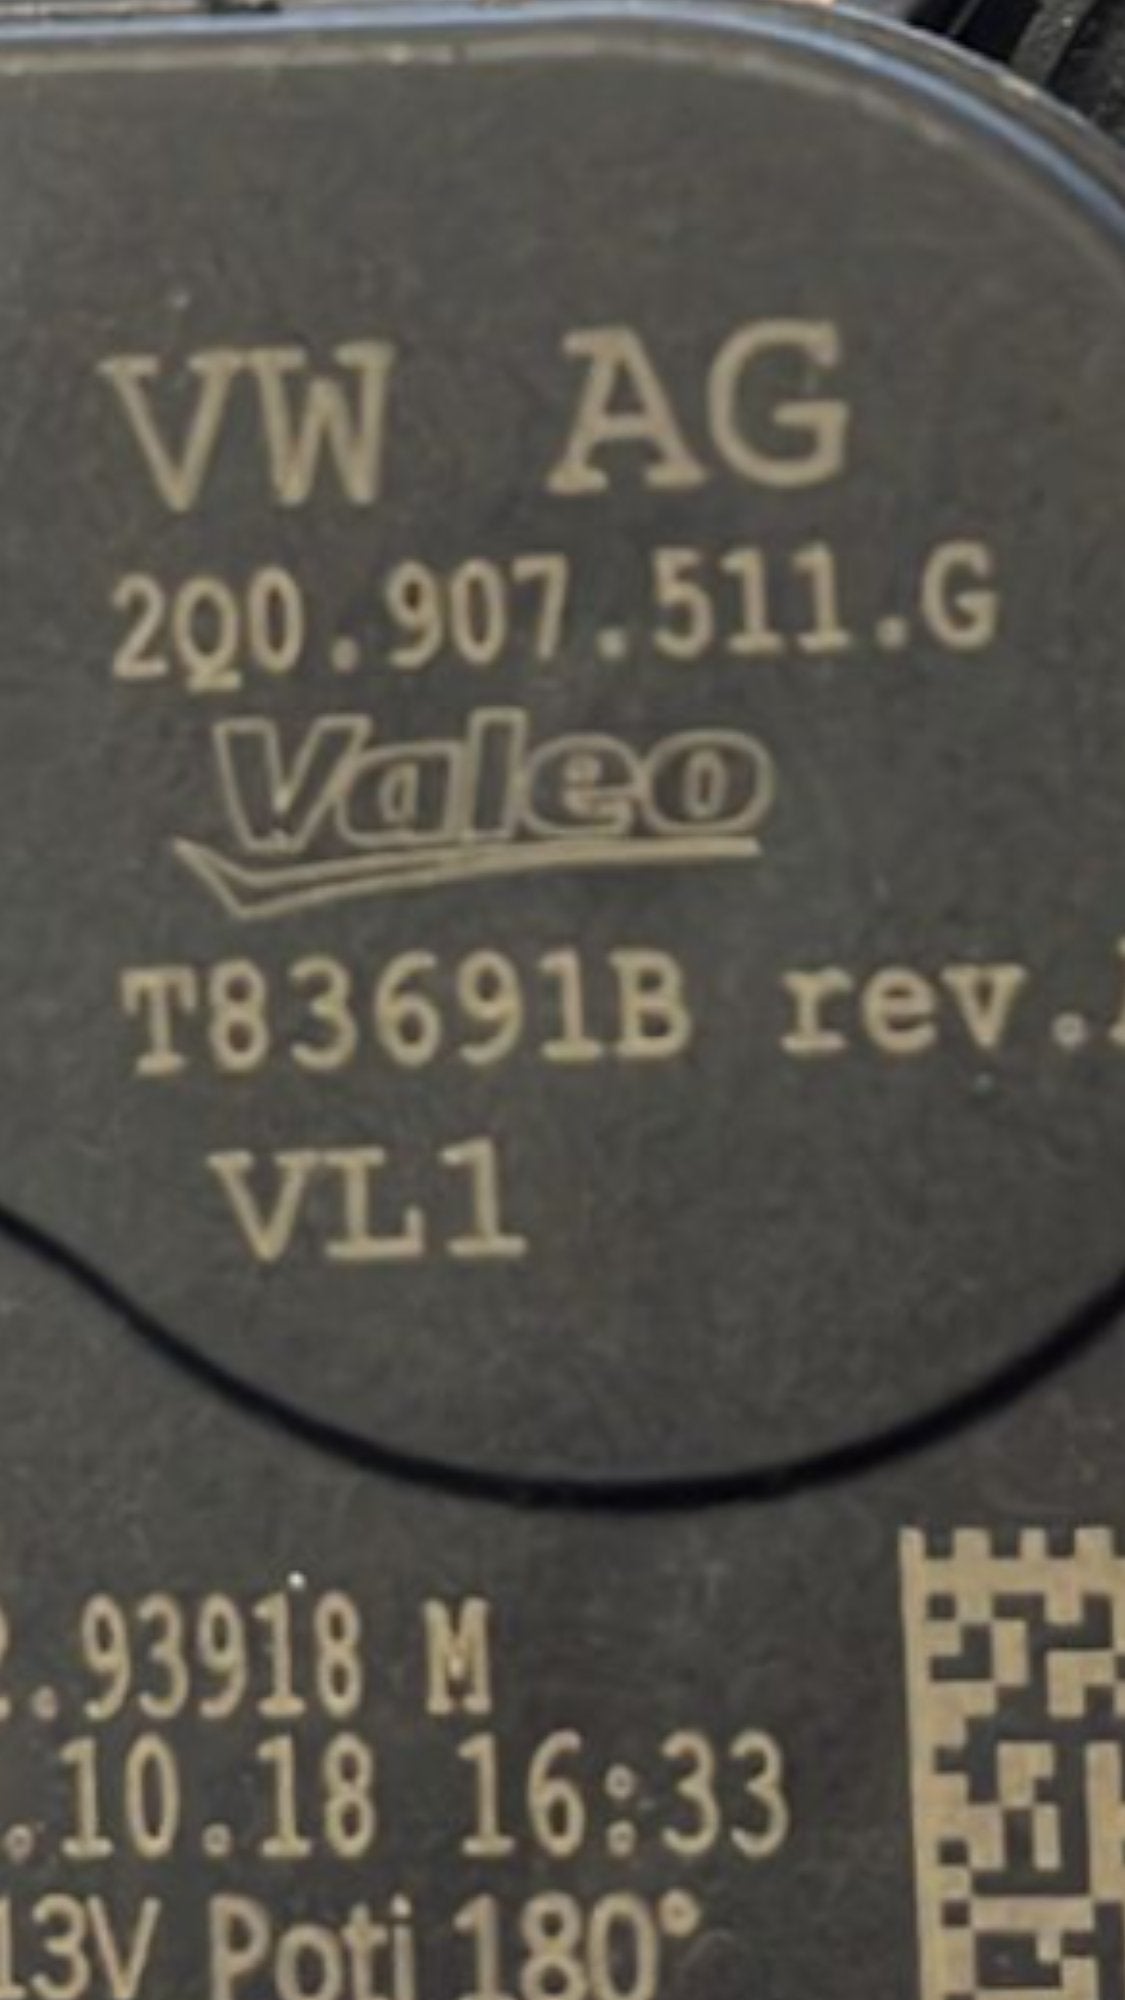 VW AG
2Q0.907.511.G
Valeo
T83691B rev.
VL1
.93918 M
.10.18 16:33
13V Poti 180°